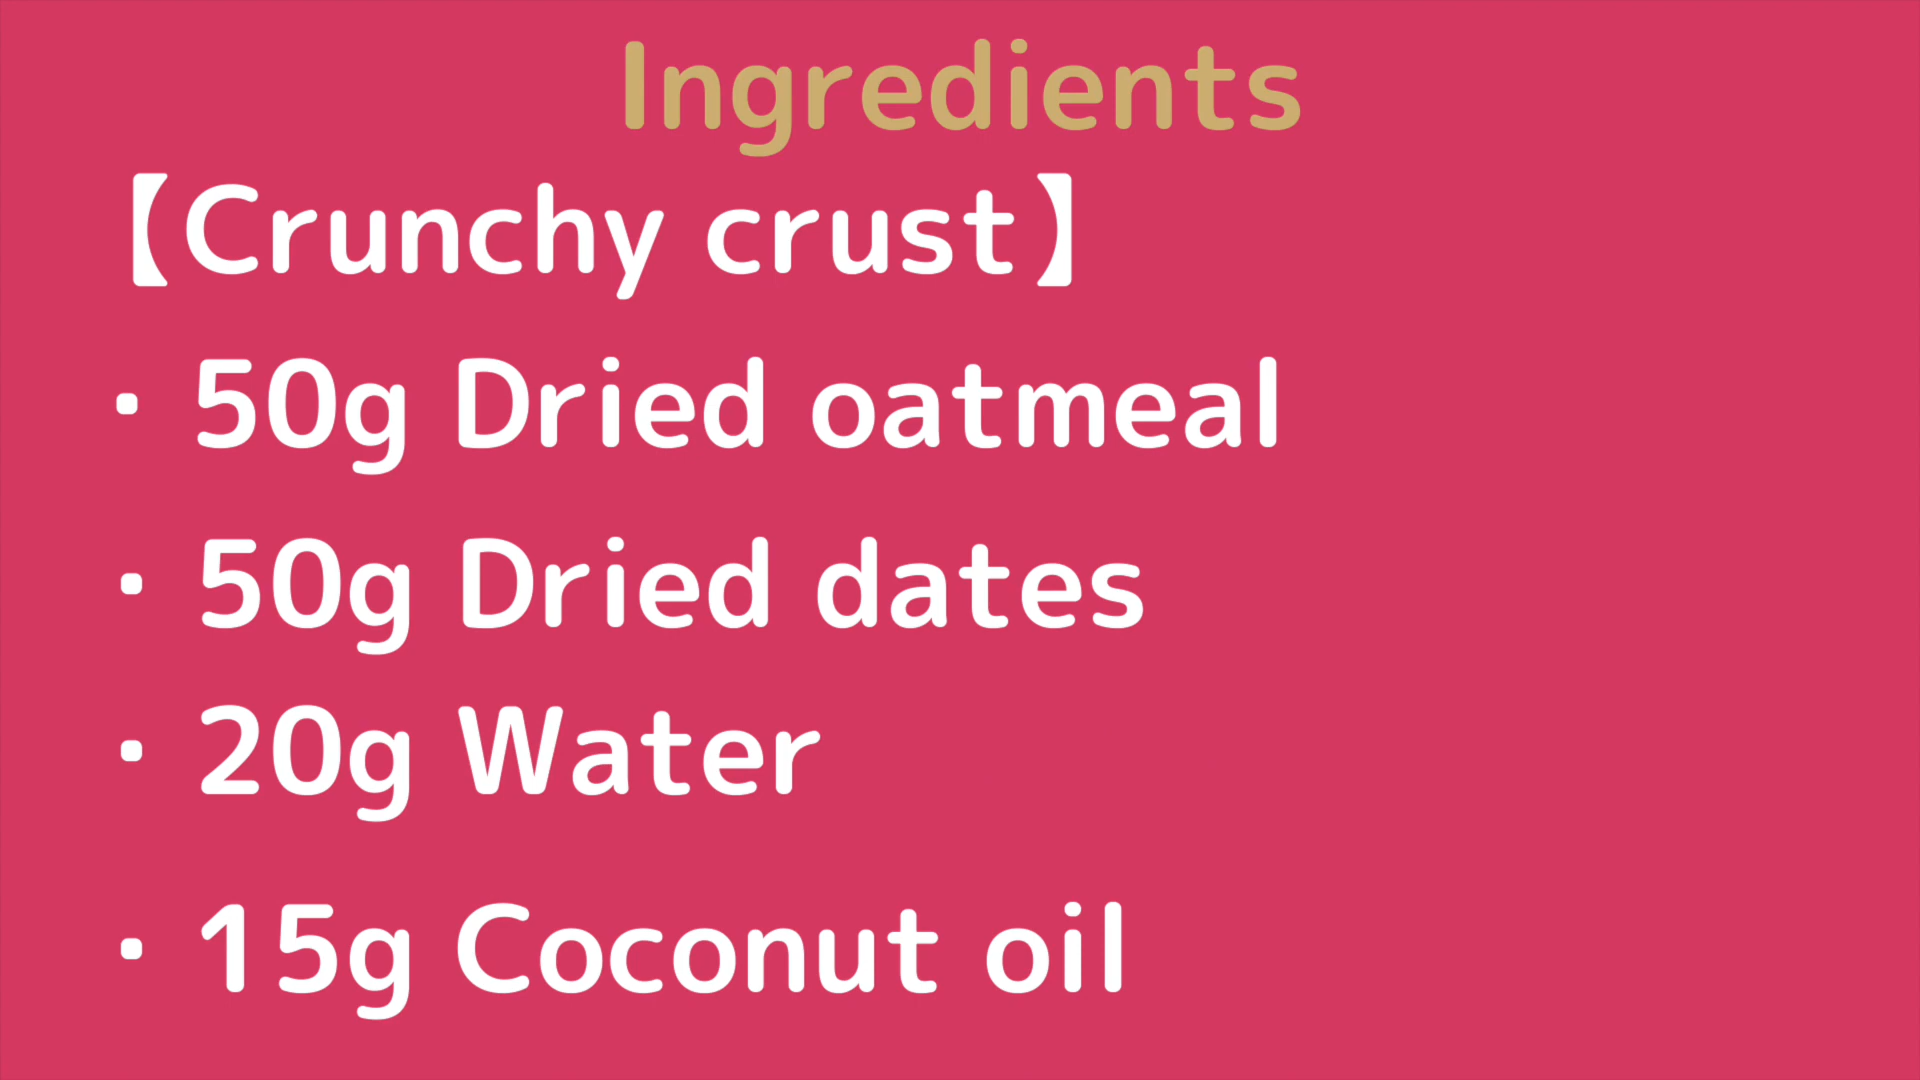 Ingredients
【Crunchy crust】
・50g Dried oatmeal
・50g Dried dates
・20g Water
・15g Coconut oil